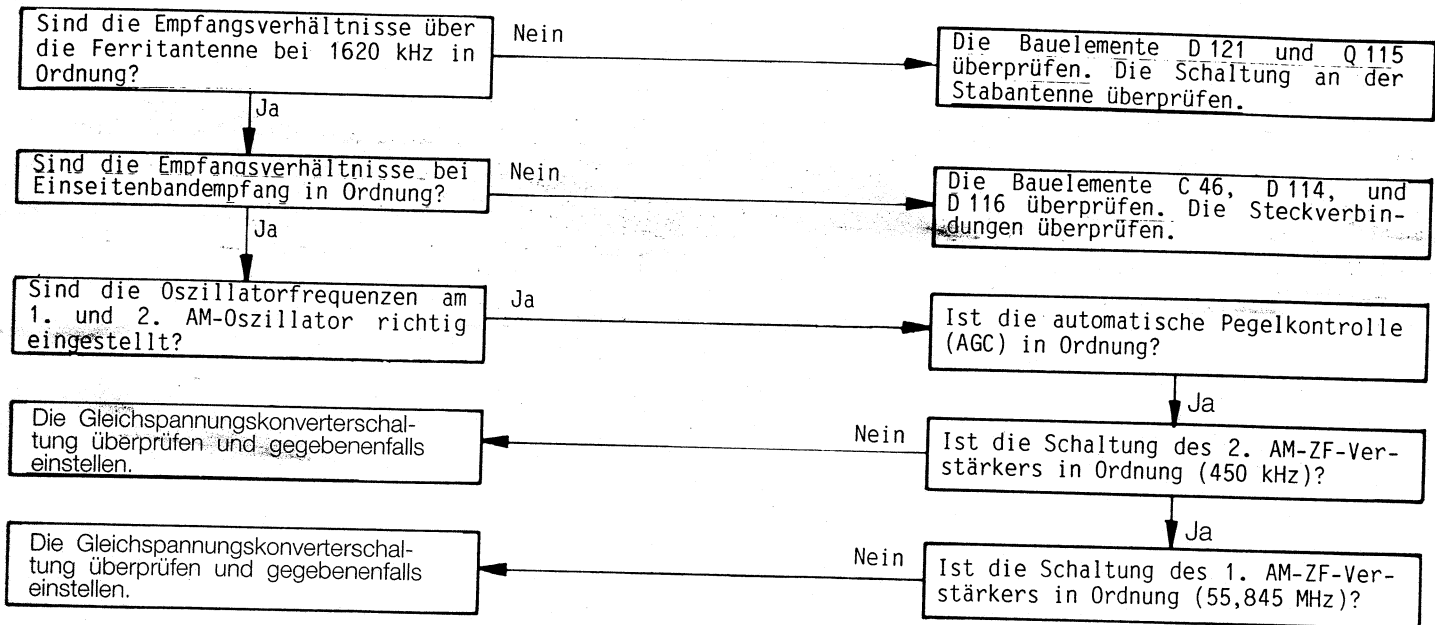 Sind die Empfangsverhältnisse über
die Ferritantenne bei 1620 kHz in
Ordnung?
Nein
Die Bauelemente D 121 und Q 115
überprüfen. Die Schaltung an der
Stabantenne überprüfen.
Ja
Sind die Empfangsverhältnisse bei
Einseitenbandempfang in Ordnung?
Nein
Die Bauelemente C 46, D 114, und
D 116 überprüfen. Die Steckverbin-
dungen überprüfen.
Ja
Sind die Oszillatorfrequenzen am
1. und 2. AM-Oszillator richtig
eingestellt?
Ja
Ist die automatische Pegelkontrolle
(AGC) in Ordnung?
Ja
Die Gleichspannungskonverterschal-
tung überprüfen und gegebenenfalls
einstellen.
Nein
Ist die Schaltung des 2. AM-ZF-Ver-
stärkers in Ordnung (450 kHz)?
Ja
Die Gleichspannungskonverterschal-
tung überprüfen und gegebenenfalls
einstellen.
Nein
Ist die Schaltung des 1. AM-ZF-Ver-
stärkers in Ordnung (55,845 MHz)?